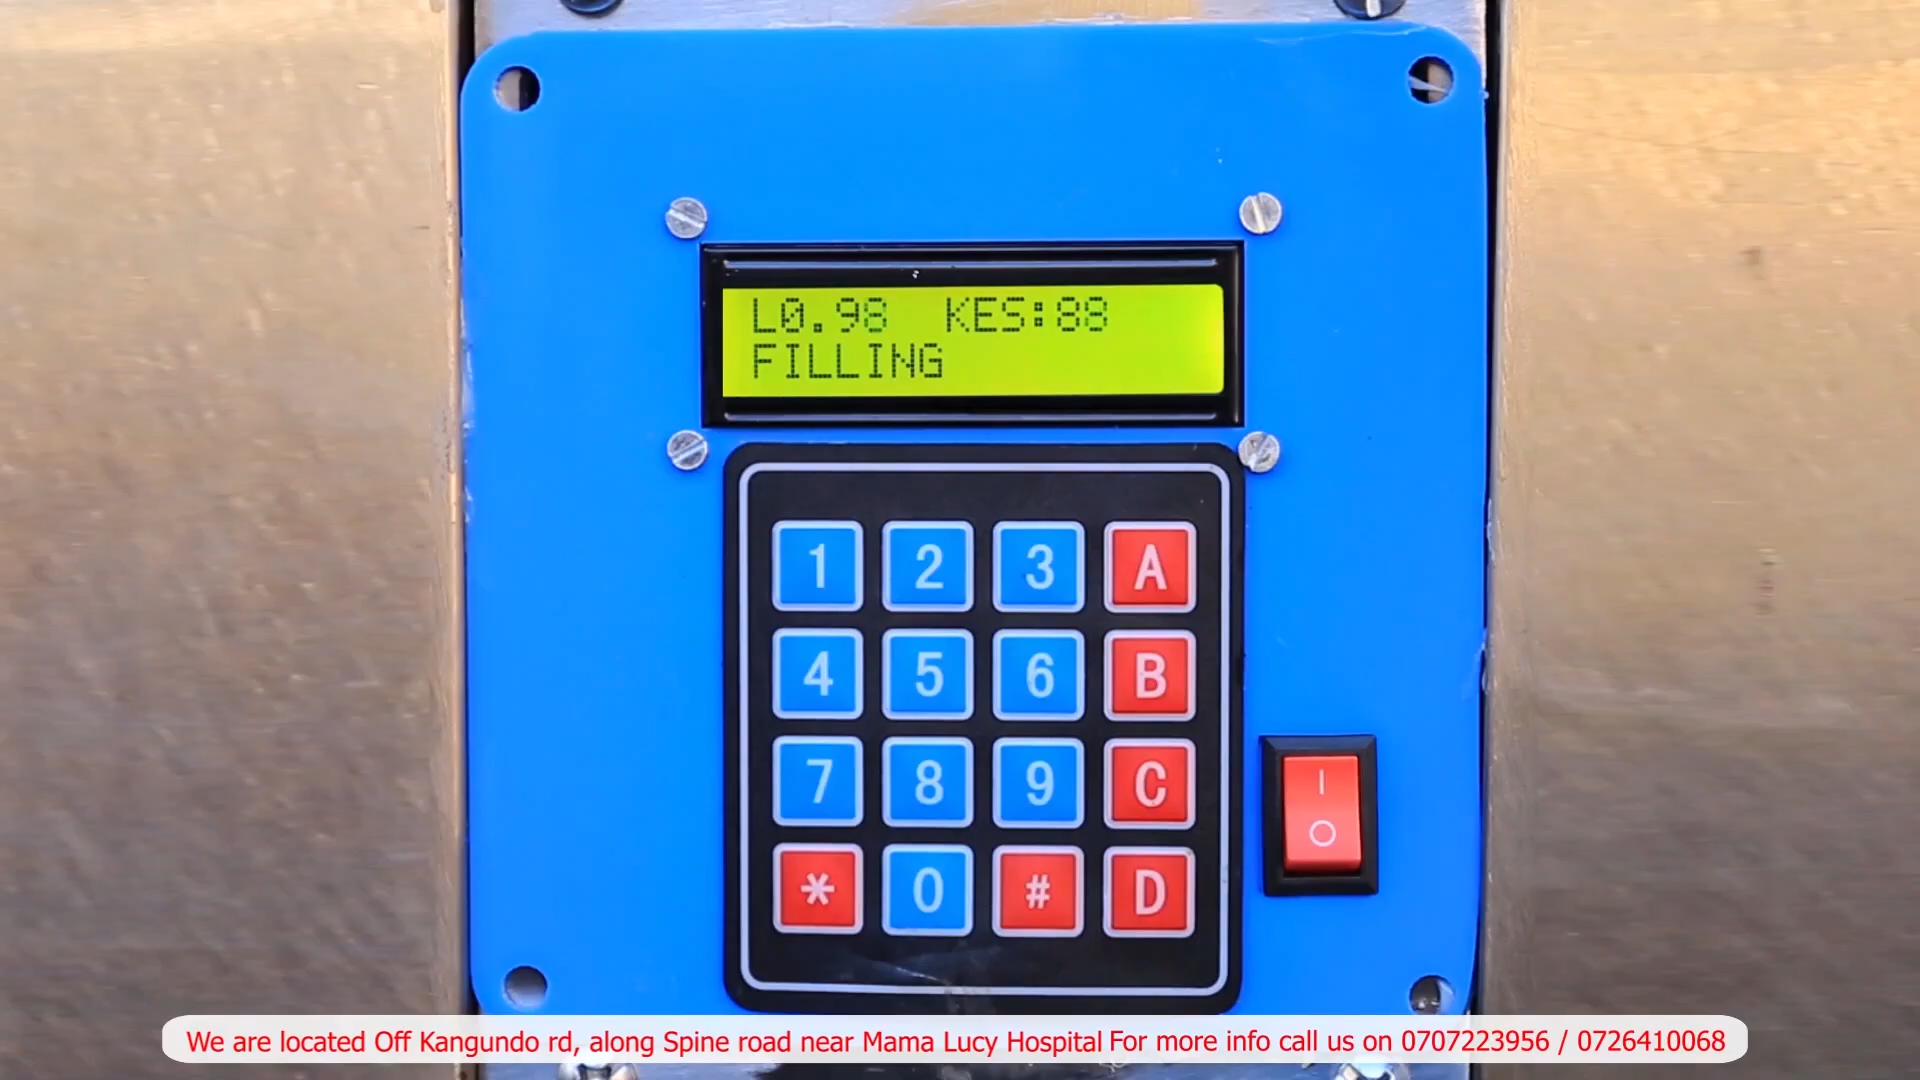 L0.98 KES:88
FILLING
1 2 3 A
4 5 6 B
7 8 9 C
* 0 # D
I
O
We are located Off Kangundo rd, along Spine road near Mama Lucy Hospital For more info call us on 0707223956 / 0726410068